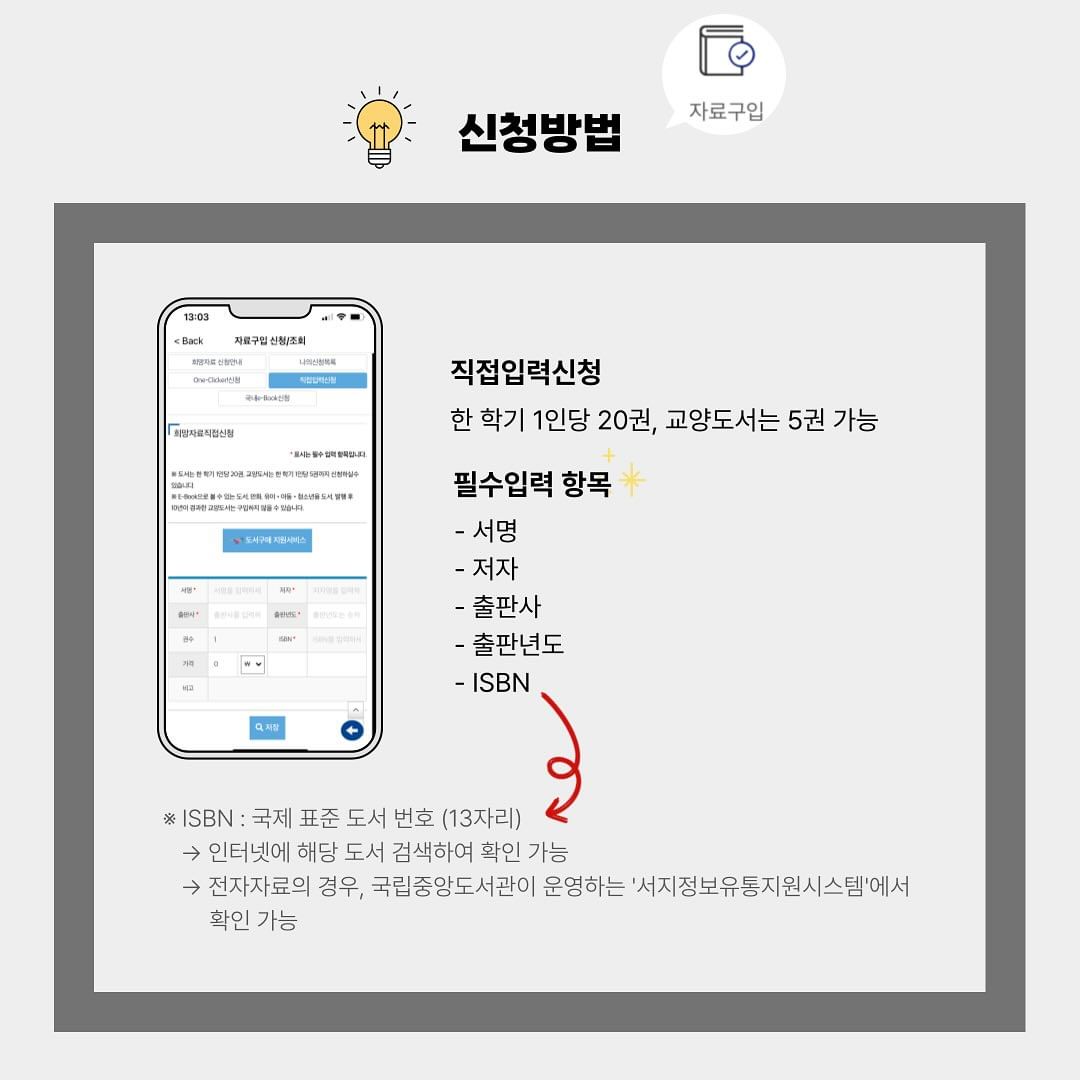 자료구입
신청방법
13:03
< Back 자료구입 신청/조회
희망자료 신청안내 나의신청목록
One-Clicker!신청 직접입력신청
국내e-Book신청
희망자료직접신청
* 표시는 필수 입력 항목입니다.
※ 도서는 한 학기 1인당 20권, 교양도서는 한 학기 1인당 5권까지 신청하실수
있습니다.
※ E-Book으로 볼 수 있는 도서, 만화, 유아・아동・청소년용 도서, 발행 후
10년이 경과한 교양도서는 구입하지 않을 수 있습니다.
도서구매 지원서비스
서명* 서명을 입력하세 저자* 저자명을 입력하
출판사* 출판사를 입력하 출판년도* 출판년도는 숫자
권수 1 ISBN* ISBN을 입력하세
가격 0 ₩
비고
저장
직접입력신청
한 학기 1인당 20권, 교양도서는 5권 가능
필수입력 항목
- 서명
- 저자
- 출판사
- 출판년도
- ISBN
※ ISBN : 국제 표준 도서 번호 (13자리)
→ 인터넷에 해당 도서 검색하여 확인 가능
→ 전자자료의 경우, 국립중앙도서관이 운영하는 '서지정보유통지원시스템'에서
확인 가능